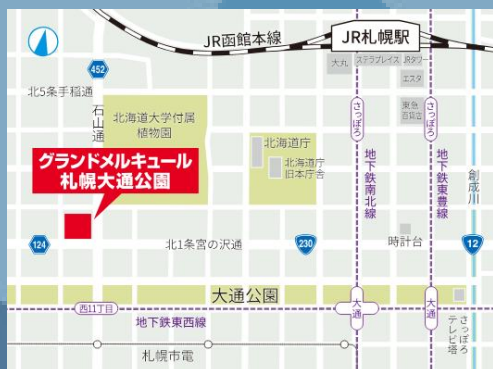 JR函館本線
JR札幌駅
大丸
ステラプレイス
JRタワー
エスタ
452
北5条手稲通
石山通
北海道大学付属
植物園
さっぽろ
さっぽろ
東急
百貨店
北海道庁
北海道庁
旧本庁舎
地下鉄南北線
地下鉄東豊線
創成川
グランドメルキュール
札幌大通公園
124
北1条宮の沢通
230
時計台
12
大通公園
西11丁目
大通
大通
地下鉄東西線
さっぽろ
テレビ塔
札幌市電